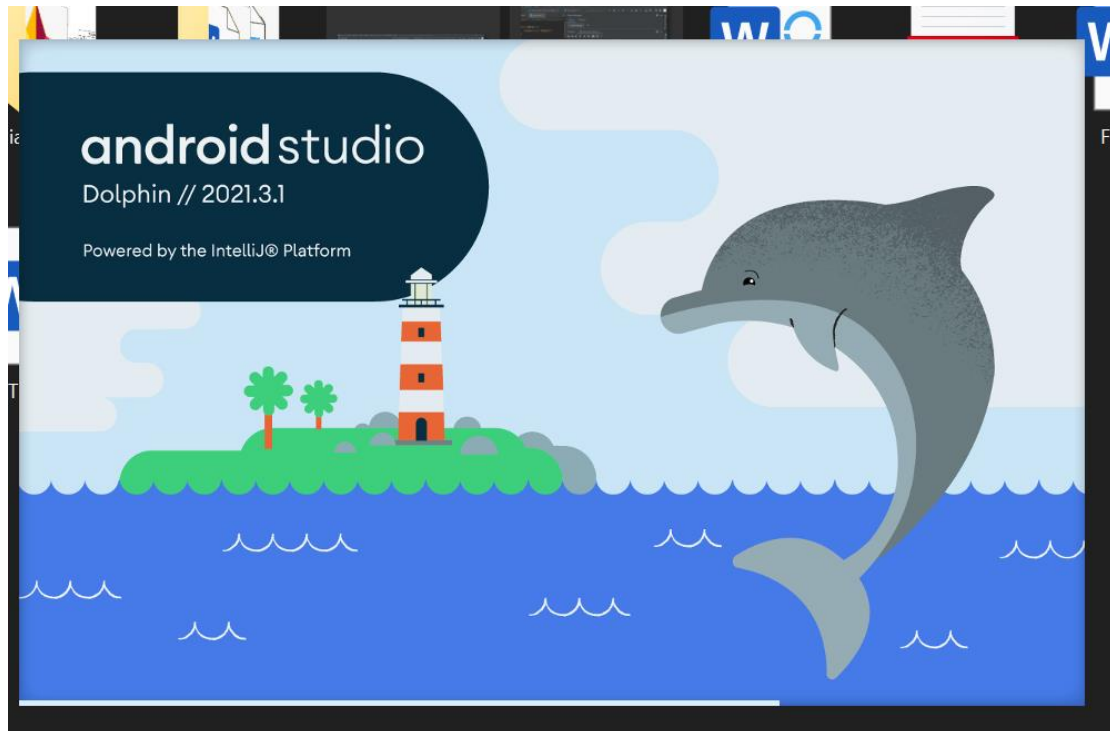 android studio
Dolphin // 2021.3.1
Powered by the IntelliJ® Platform